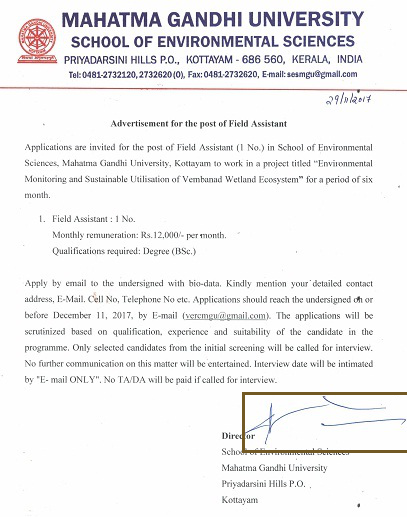 MAHATMA GANDHI UNIVERSITY
SCHOOL OF ENVIRONMENTAL SCIENCES
PRIYADARSINI HILLS P.O., KOTTAYAM - 686 560, KERALA, INDIA
Tel: 0481-2732120, 2732620 (O), Fax: 0481-2732620, E-mail: sesmgu@gmail.com
29/11/2017
Advertisement for the post of Field Assistant
Applications are invited for the post of Field Assistant (1 No.) in School of Environmental
Sciences, Mahatma Gandhi University, Kottayam to work in a project titled “Environmental
Monitoring and Sustainable Utilisation of Vembanad Wetland Ecosystem” for a period of six
month.
1. Field Assistant : 1 No.
Monthly remuneration: Rs.12,000/- per month.
Qualifications required: Degree (BSc.)
Apply by email to the undersigned with bio-data. Kindly mention your detailed contact
address, E-Mail. Cell No, Telephone No etc. Applications should reach the undersigned on or
before December 11, 2017, by E-mail (veremgu@gmail.com). The applications will be
scrutinized based on qualification, experience and suitability of the candidate in the
programme. Only selected candidates from the initial screening will be called for interview.
No further communication on this matter will be entertained. Interview date will be intimated
by "E- mail ONLY". No TA/DA will be paid if called for interview.
Director
School of Environmental Sciences
Mahatma Gandhi University
Priyadarsini Hills P.O.
Kottayam